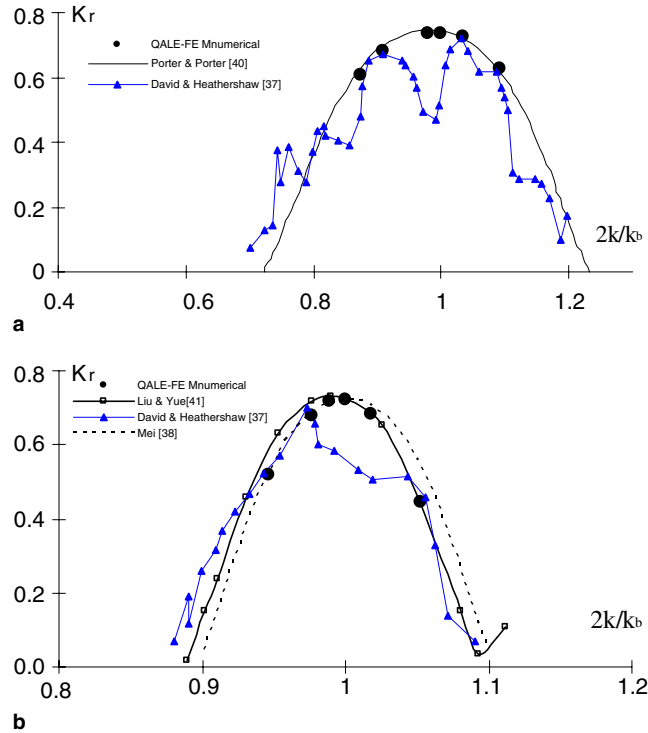 Kr
0.8
QALE-FE Mnumerical
Porter & Porter [40]
David & Heathershaw [37]
0.6
0.4
0.2
2k/kb
0
0.4 0.6 0.8 1 1.2
a
Kr
0.8
QALE-FE Mnumerical
Liu & Yue[41]
David & Heathershaw [37]
Mei [38]
0.6
0.4
0.2
2k/kb
0.0
0.8 0.9 1 1.1 1.2
b